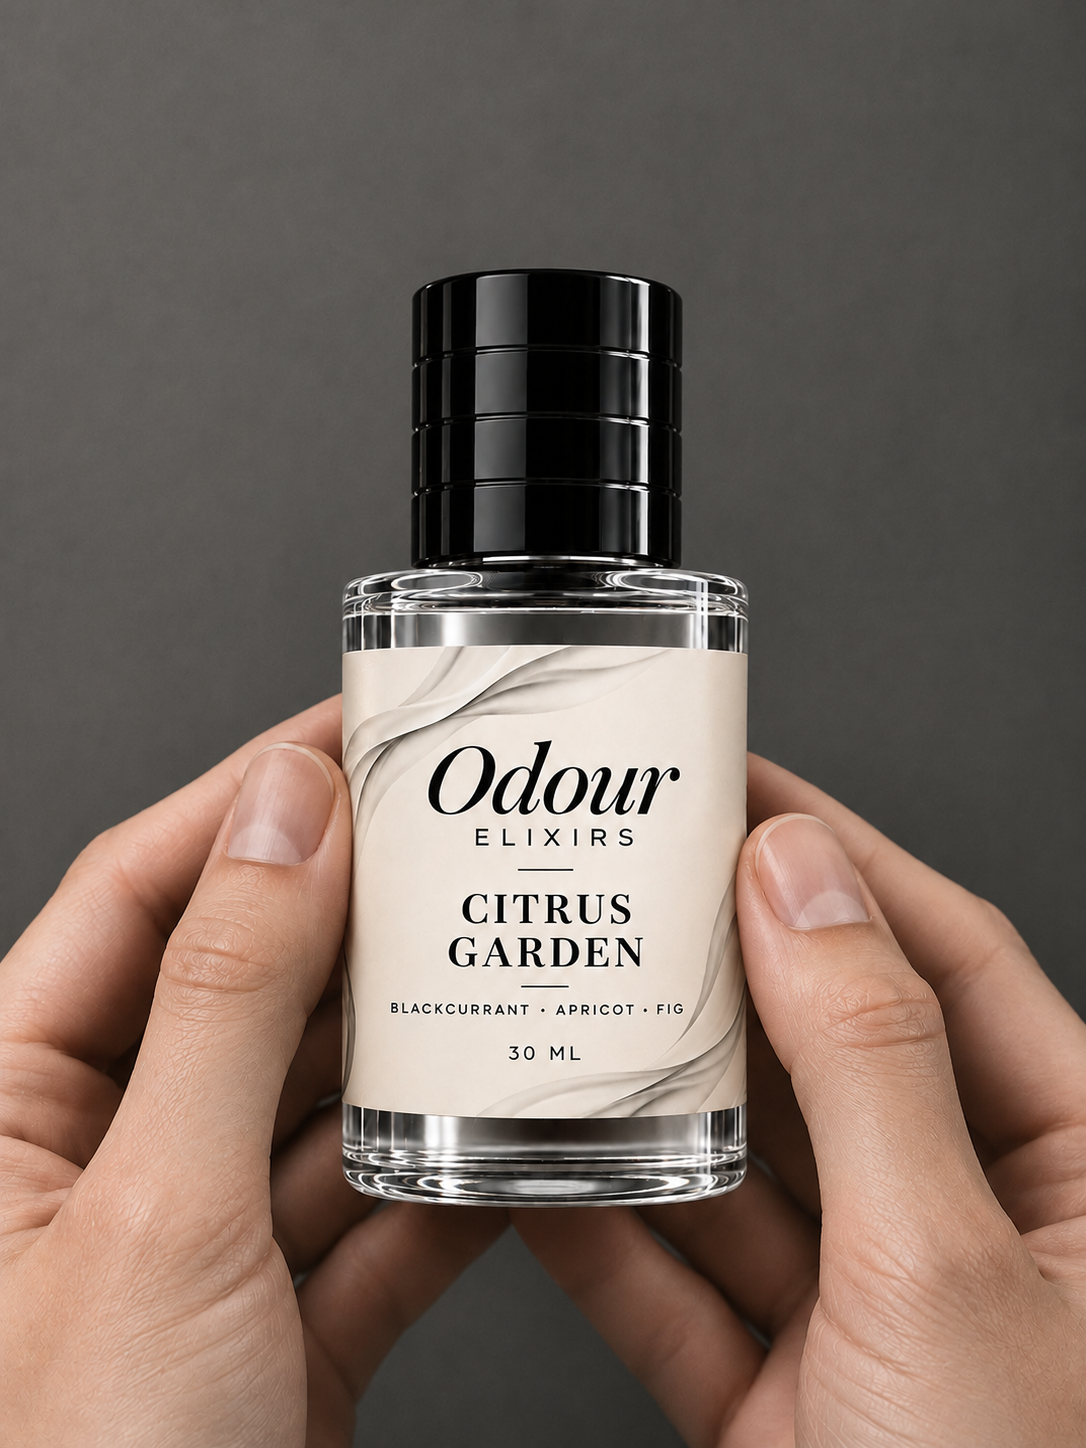 Odour
ELIXIRS
CITRUS
GARDEN
BLACKCURRANT • APRICOT • FIG
30 ML